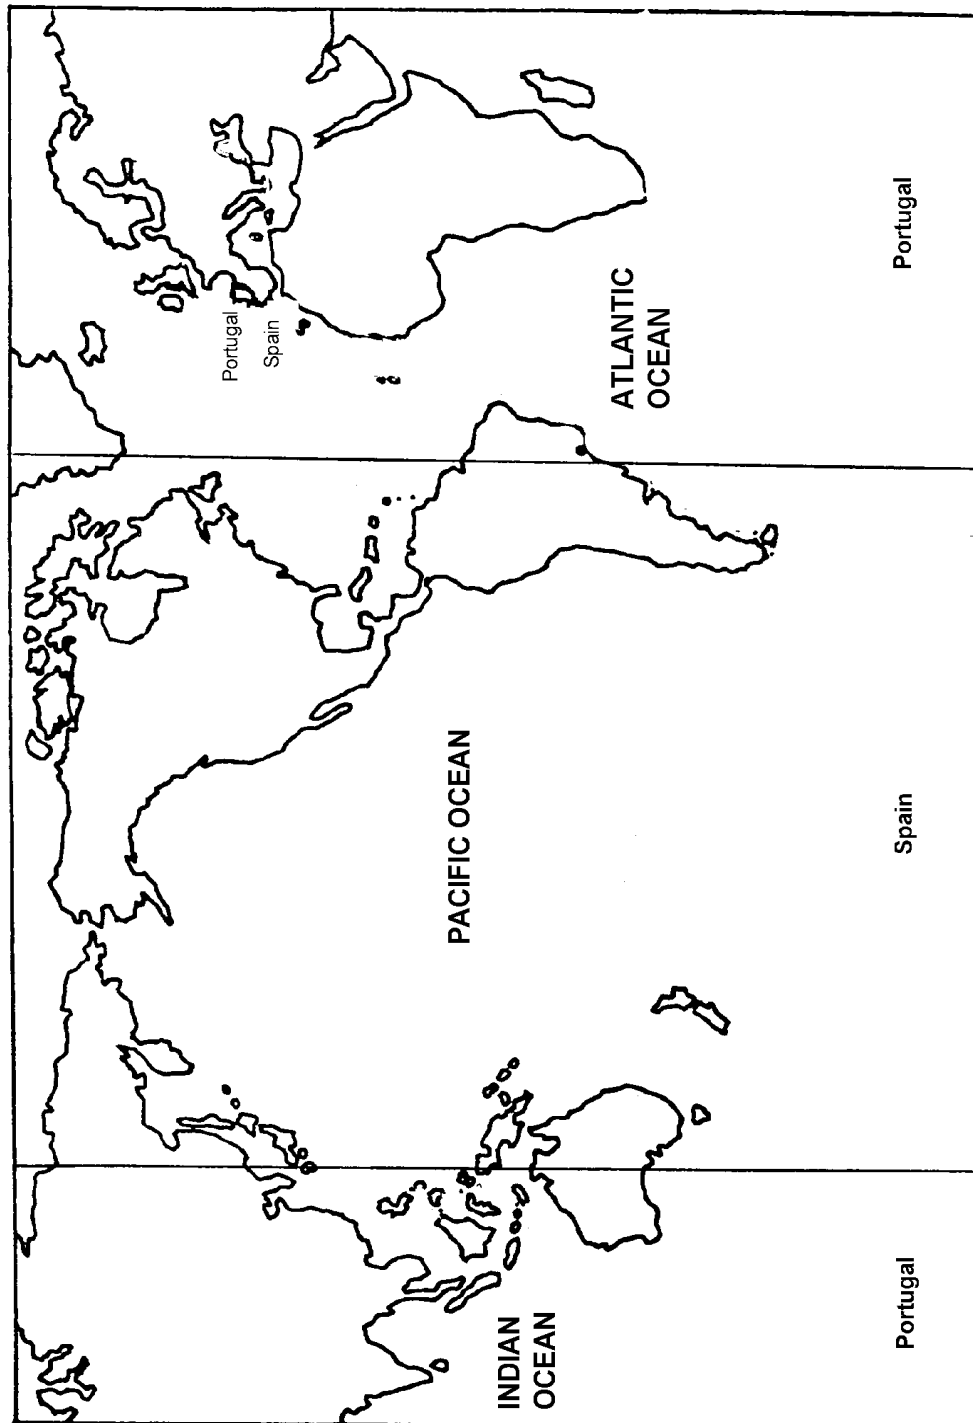 Portugal
Spain
PACIFIC OCEAN
ATLANTIC
OCEAN
INDIAN
OCEAN
Portugal
Spain
Portugal